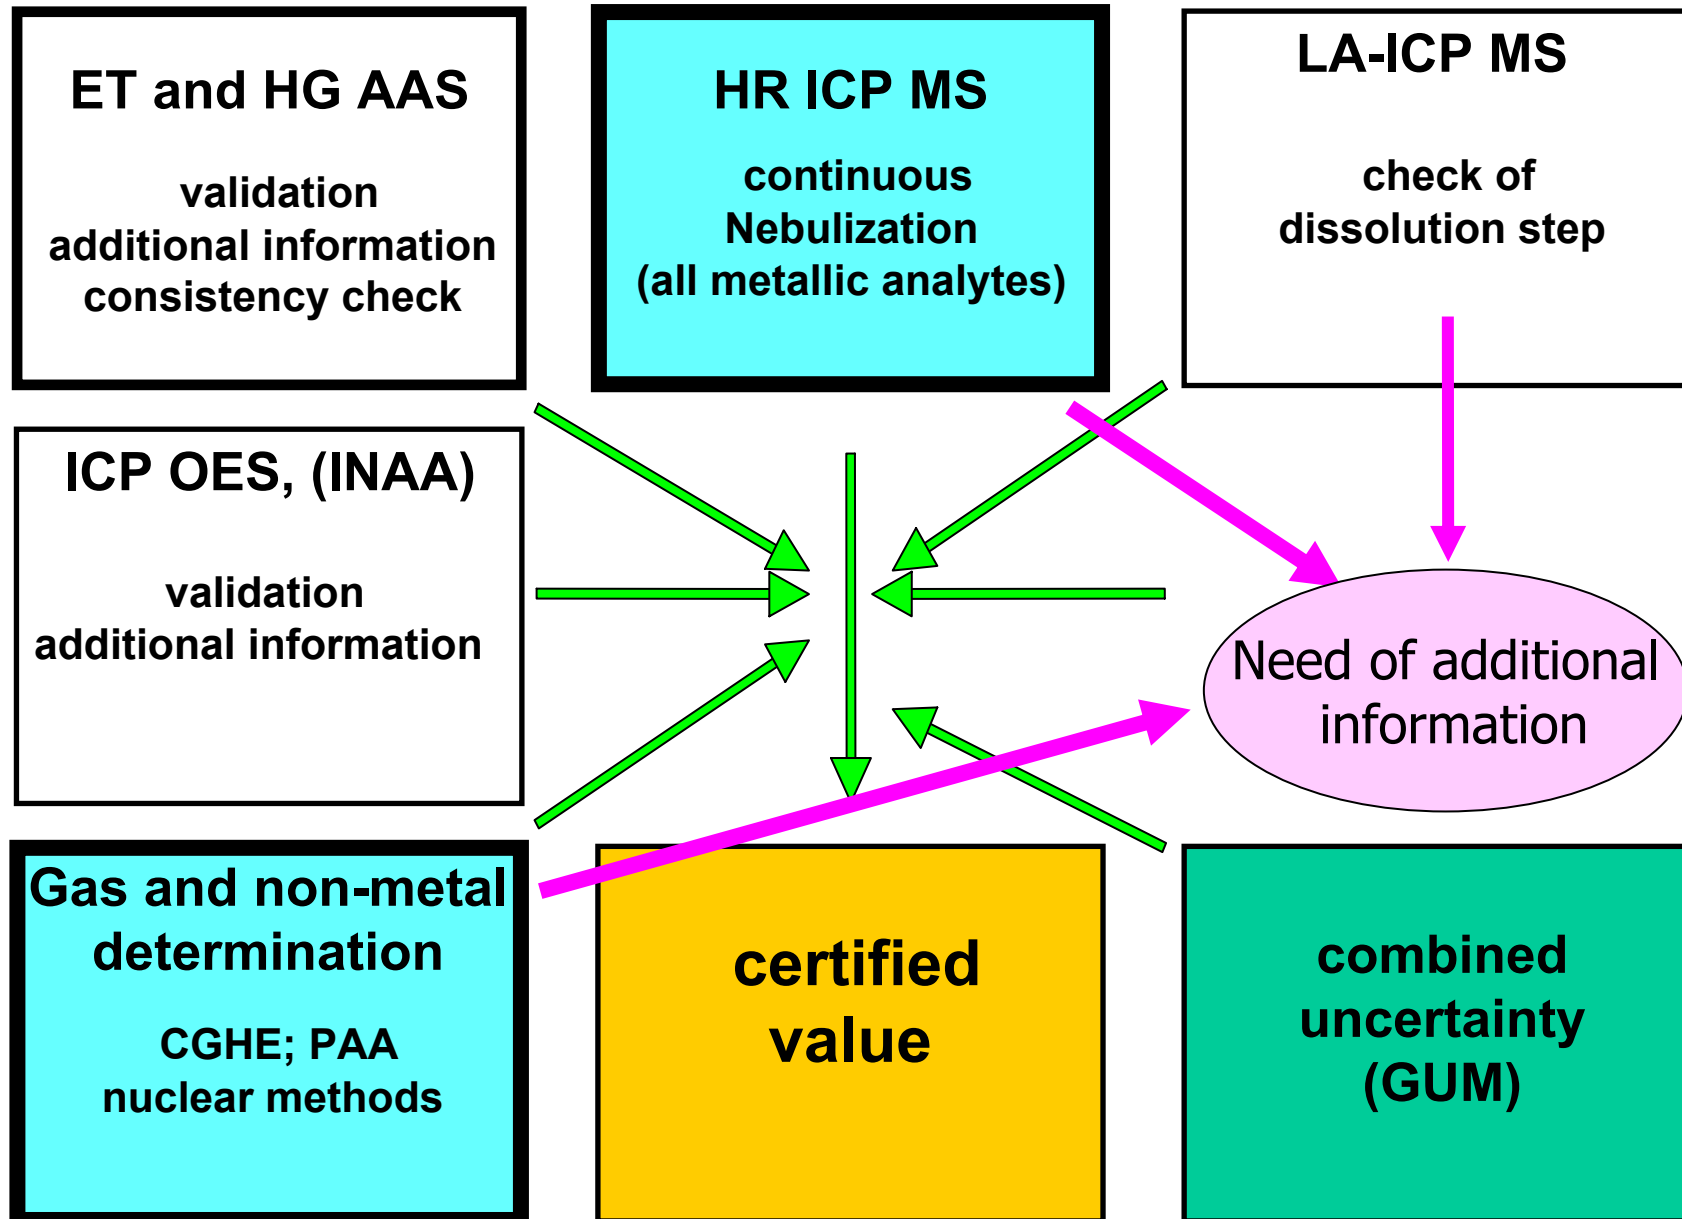 ET and HG AAS
validation
additional information
consistency check
HR ICP MS
continuous
Nebulization
(all metallic analytes)
LA-ICP MS
check of
dissolution step
ICP OES, (INAA)
validation
additional information
Need of additional
information
Gas and non-metal
determination
CGHE; PAA
nuclear methods
certified
value
combined
uncertainty
(GUM)